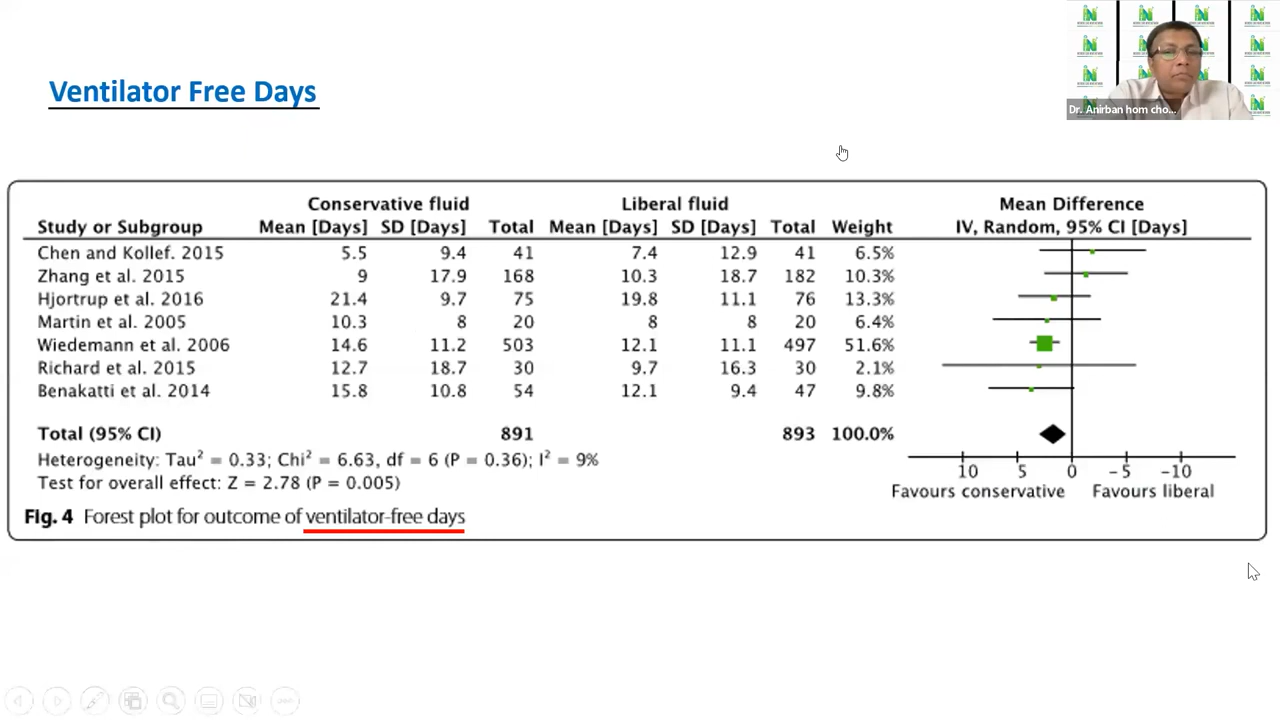 Ventilator Free Days
Dr. Anirban hom cho...
Conservative fluid Liberal fluid Mean Difference
Study or Subgroup Mean [Days] SD [Days] Total Mean [Days] SD [Days] Total Weight IV, Random, 95% CI [Days]
Chen and Kollef. 2015 5.5 9.4 41 7.4 12.9 41 6.5%
Zhang et al. 2015 9 17.9 168 10.3 18.7 182 10.3%
Hjortrup et al. 2016 21.4 9.7 75 19.8 11.1 76 13.3%
Martin et al. 2005 10.3 8 20 8 8 20 6.4%
Wiedemann et al. 2006 14.6 11.2 503 12.1 11.1 497 51.6%
Richard et al. 2015 12.7 18.7 30 9.7 16.3 30 2.1%
Benakatti et al. 2014 15.8 10.8 54 12.1 9.4 47 9.8%
Total (95% CI) 891 893 100.0%
Heterogeneity: Tau² = 0.33; Chi² = 6.63, df = 6 (P = 0.36); I² = 9%
Test for overall effect: Z = 2.78 (P = 0.005)
10 5 0 -5 -10
Favours conservative Favours liberal
Fig. 4 Forest plot for outcome of ventilator-free days